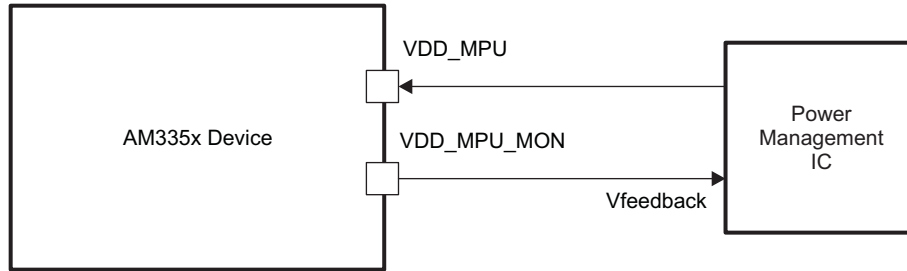 VDD_MPU
AM335x Device
VDD_MPU_MON
Vfeedback
Power
Management
IC